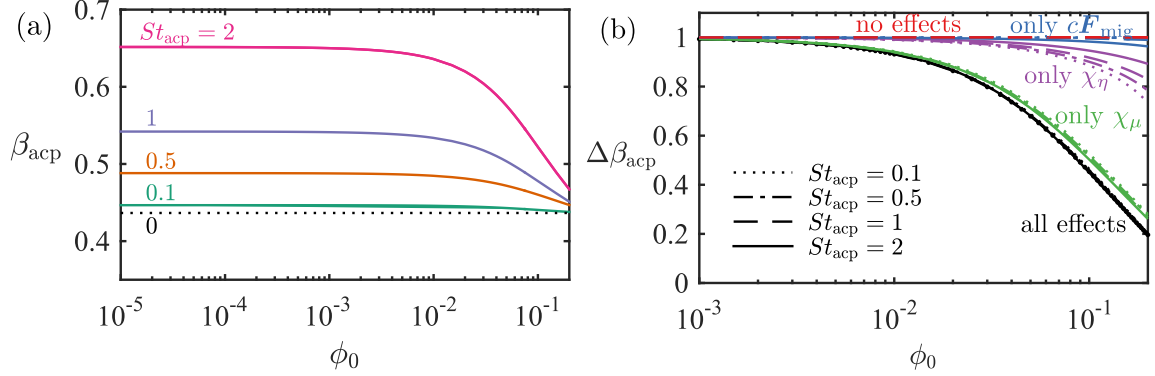 (a)
0.7
0.6
0.5
0.4
β_acp
St_acp = 2
1
0.5
0.1
0
10^-5
10^-4
10^-3
10^-2
10^-1
ϕ_0
(b)
1
0.8
0.6
0.4
0.2
0
Δβ_acp
no effects
only cF_mig
only χ_η
only χ_μ
all effects
St_acp = 0.1
St_acp = 0.5
St_acp = 1
St_acp = 2
10^-3
10^-2
10^-1
ϕ_0